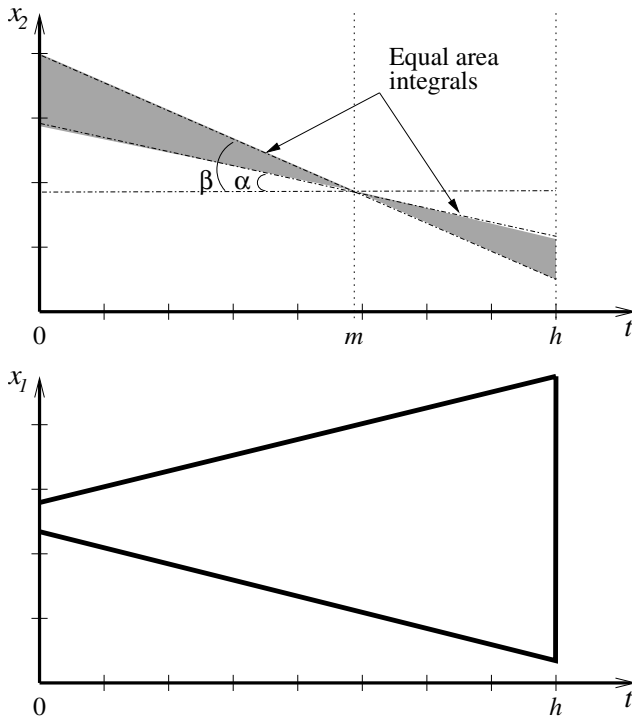 x2
Equal area
integrals
β α
0 m h t
x1
0 h t